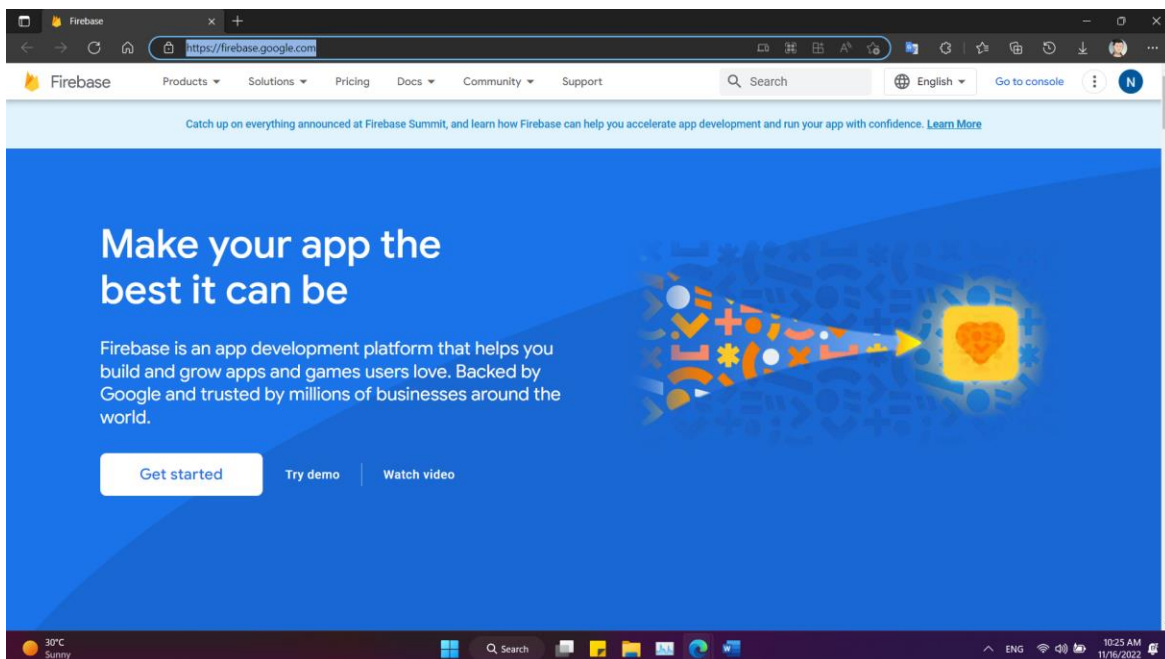 Firebase
https://firebase.google.com
Firebase
Products
Solutions
Pricing
Docs
Community
Support
Search
English
Go to console
N
Catch up on everything announced at Firebase Summit, and learn how Firebase can help you accelerate app development and run your app with confidence. Learn More
Make your app the
best it can be
Firebase is an app development platform that helps you
build and grow apps and games users love. Backed by
Google and trusted by millions of businesses around the
world.
Get started
Try demo
Watch video
30°C
Sunny
Search
ENG
10:25 AM
11/16/2022